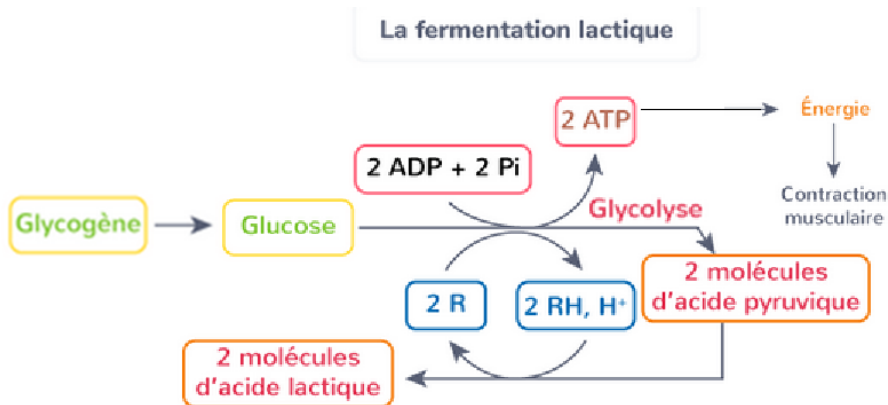 La fermentation lactique
2 ATP
Énergie
2 ADP + 2 Pi
Contraction
musculaire
Glycogène
Glucose
Glycolyse
2 molécules
d'acide pyruvique
2 R
2 RH, H⁺
2 molécules
d'acide lactique